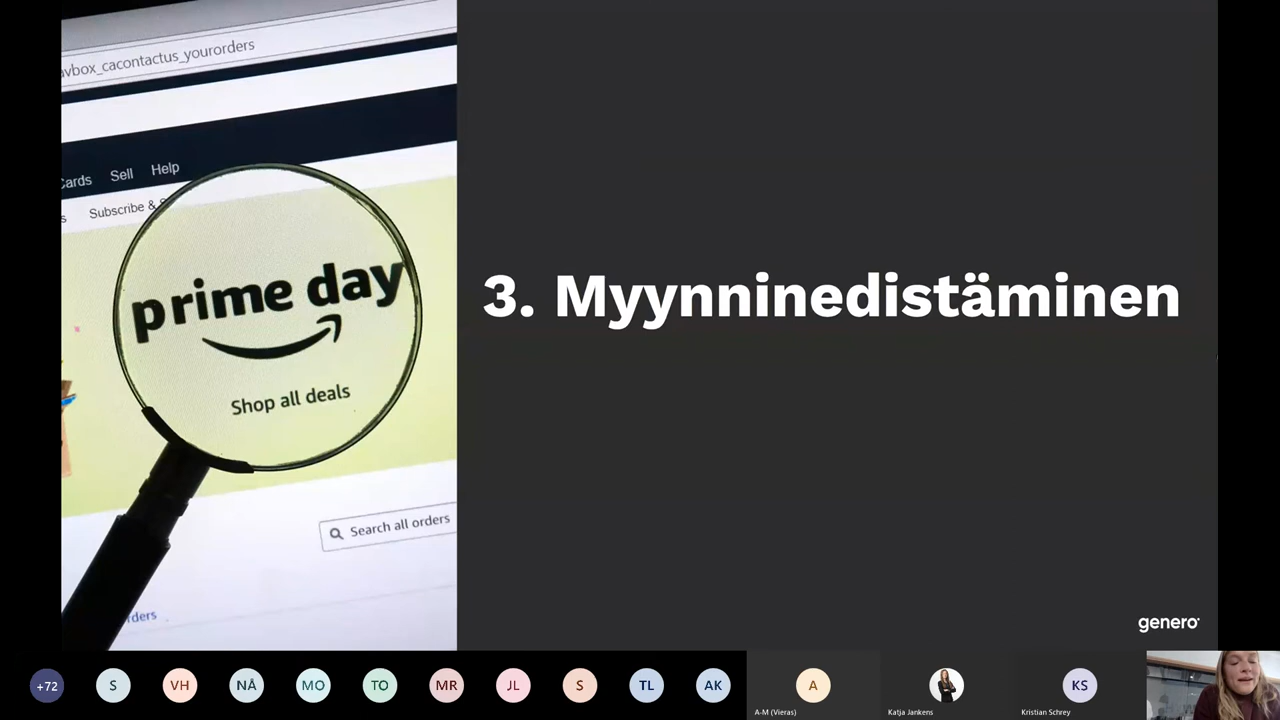 avbox_cacontactus_yourorders
Cards Sell Help
s Subscribe &
prime day
Shop all deals
Search all orders
rders
3. Myynninedistäminen
genero
+72 S VH NÅ MO TO MR JL S TL AK A KS
A-M (Vieras) Katja Jankens Kristian Schrey